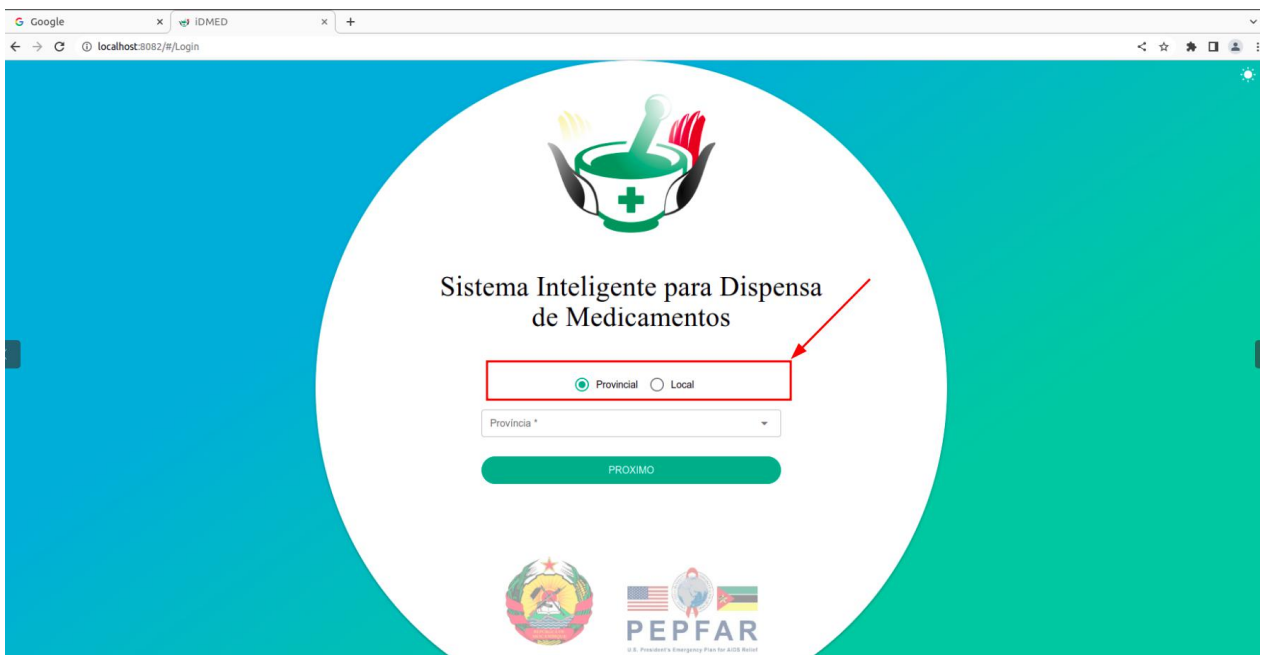 Google
iDMED
localhost:8082/#/Login
Sistema Inteligente para Dispensa
de Medicamentos
Provincial Local
Província *
PROXIMO
PEPFAR
U.S. President's Emergency Plan for AIDS Relief